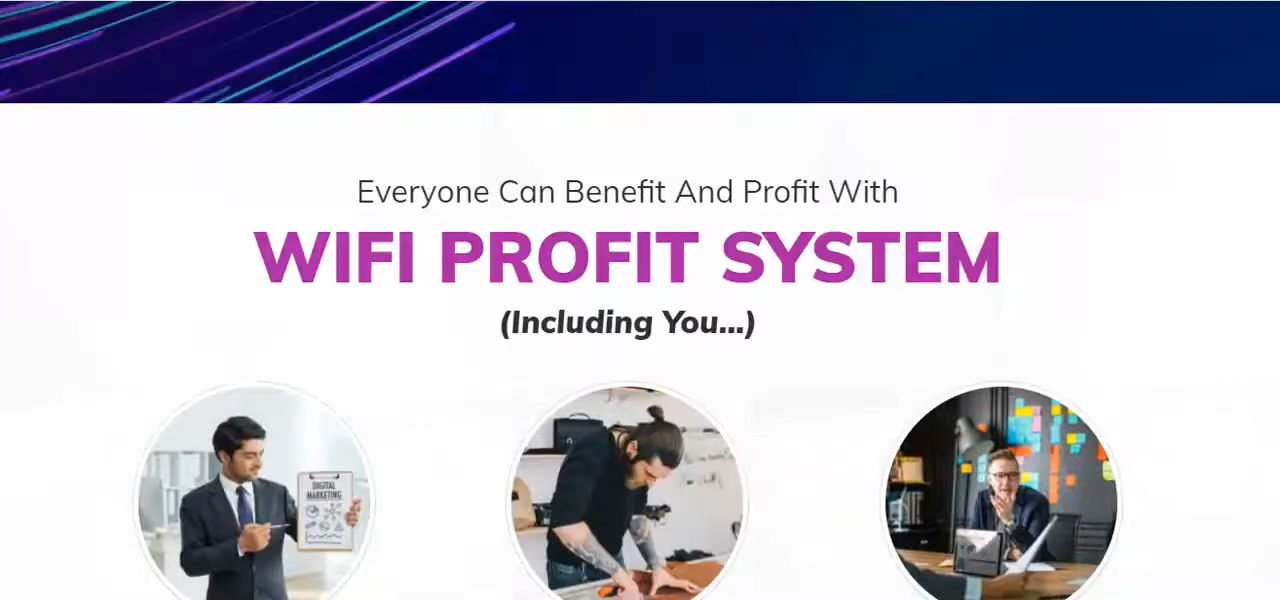 Everyone Can Benefit And Profit With
WIFI PROFIT SYSTEM
(Including You...)
DIGITAL
MARKETING